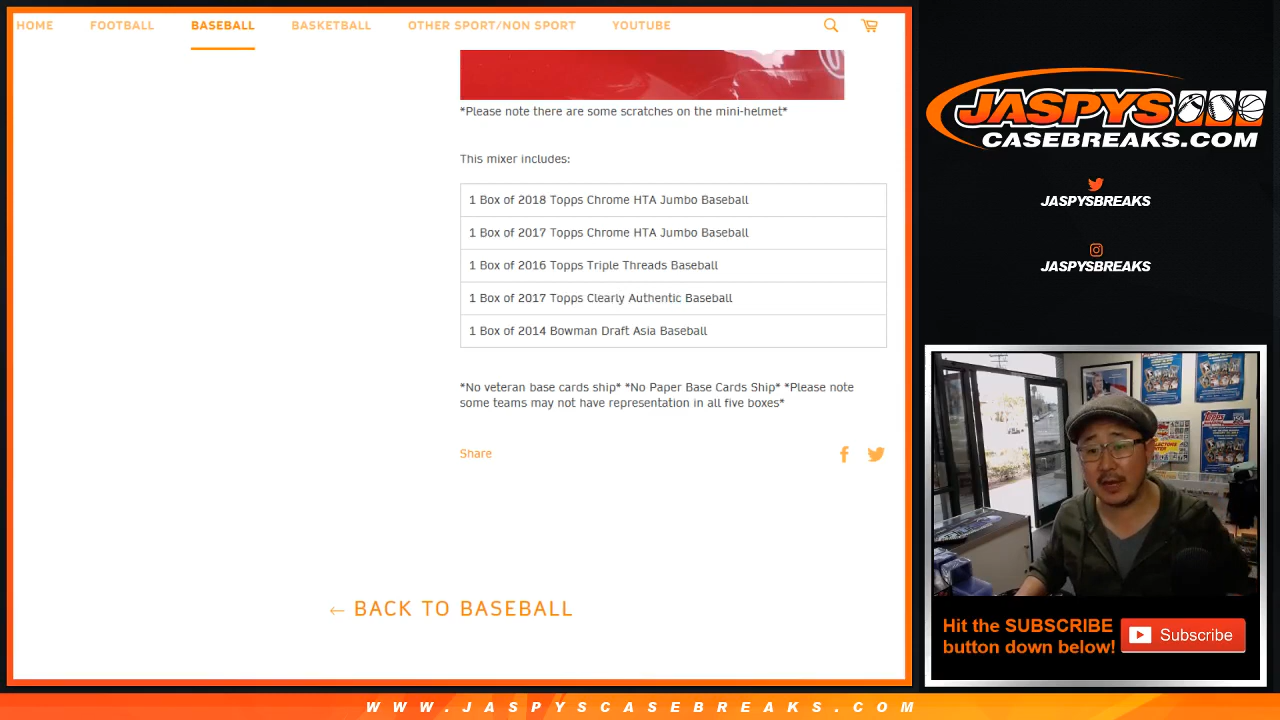 HOME FOOTBALL BASEBALL BASKETBALL OTHER SPORT/NON SPORT YOUTUBE
*Please note there are some scratches on the mini-helmet*
This mixer includes:
1 Box of 2018 Topps Chrome HTA Jumbo Baseball
1 Box of 2017 Topps Chrome HTA Jumbo Baseball
1 Box of 2016 Topps Triple Threads Baseball
1 Box of 2017 Topps Clearly Authentic Baseball
1 Box of 2014 Bowman Draft Asia Baseball
*No veteran base cards ship* *No Paper Base Cards Ship* *Please note
some teams may not have representation in all five boxes*
Share
← BACK TO BASEBALL
JASPYS
CASEBREAKS.COM
JASPYSBREAKS
JASPYSBREAKS
Topps
Hit the SUBSCRIBE
button down below!
Subscribe
WWW.JASPYSCASEBREAKS.COM